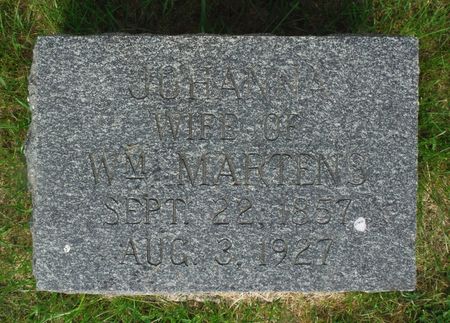 JOHANNA
WIFE OF
WM MARTENS
SEPT. 22, 1857
AUG. 3, 1927